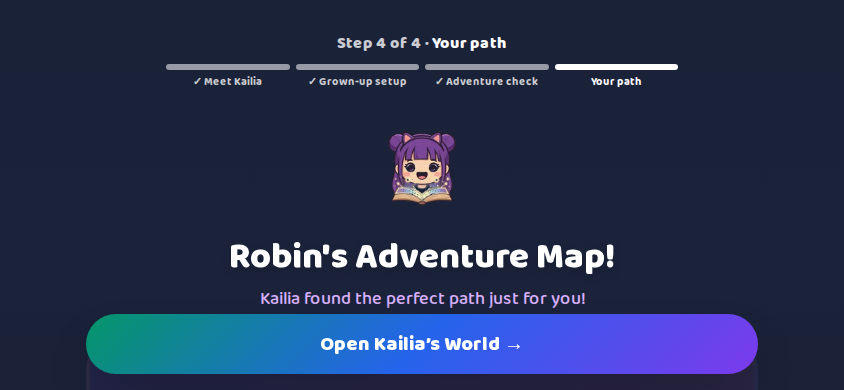 Step 4 of 4 · Your path
✓ Meet Kailia
✓ Grown-up setup
✓ Adventure check
Your path
Robin's Adventure Map!
Kailia found the perfect path just for you!
Open Kailia's World →